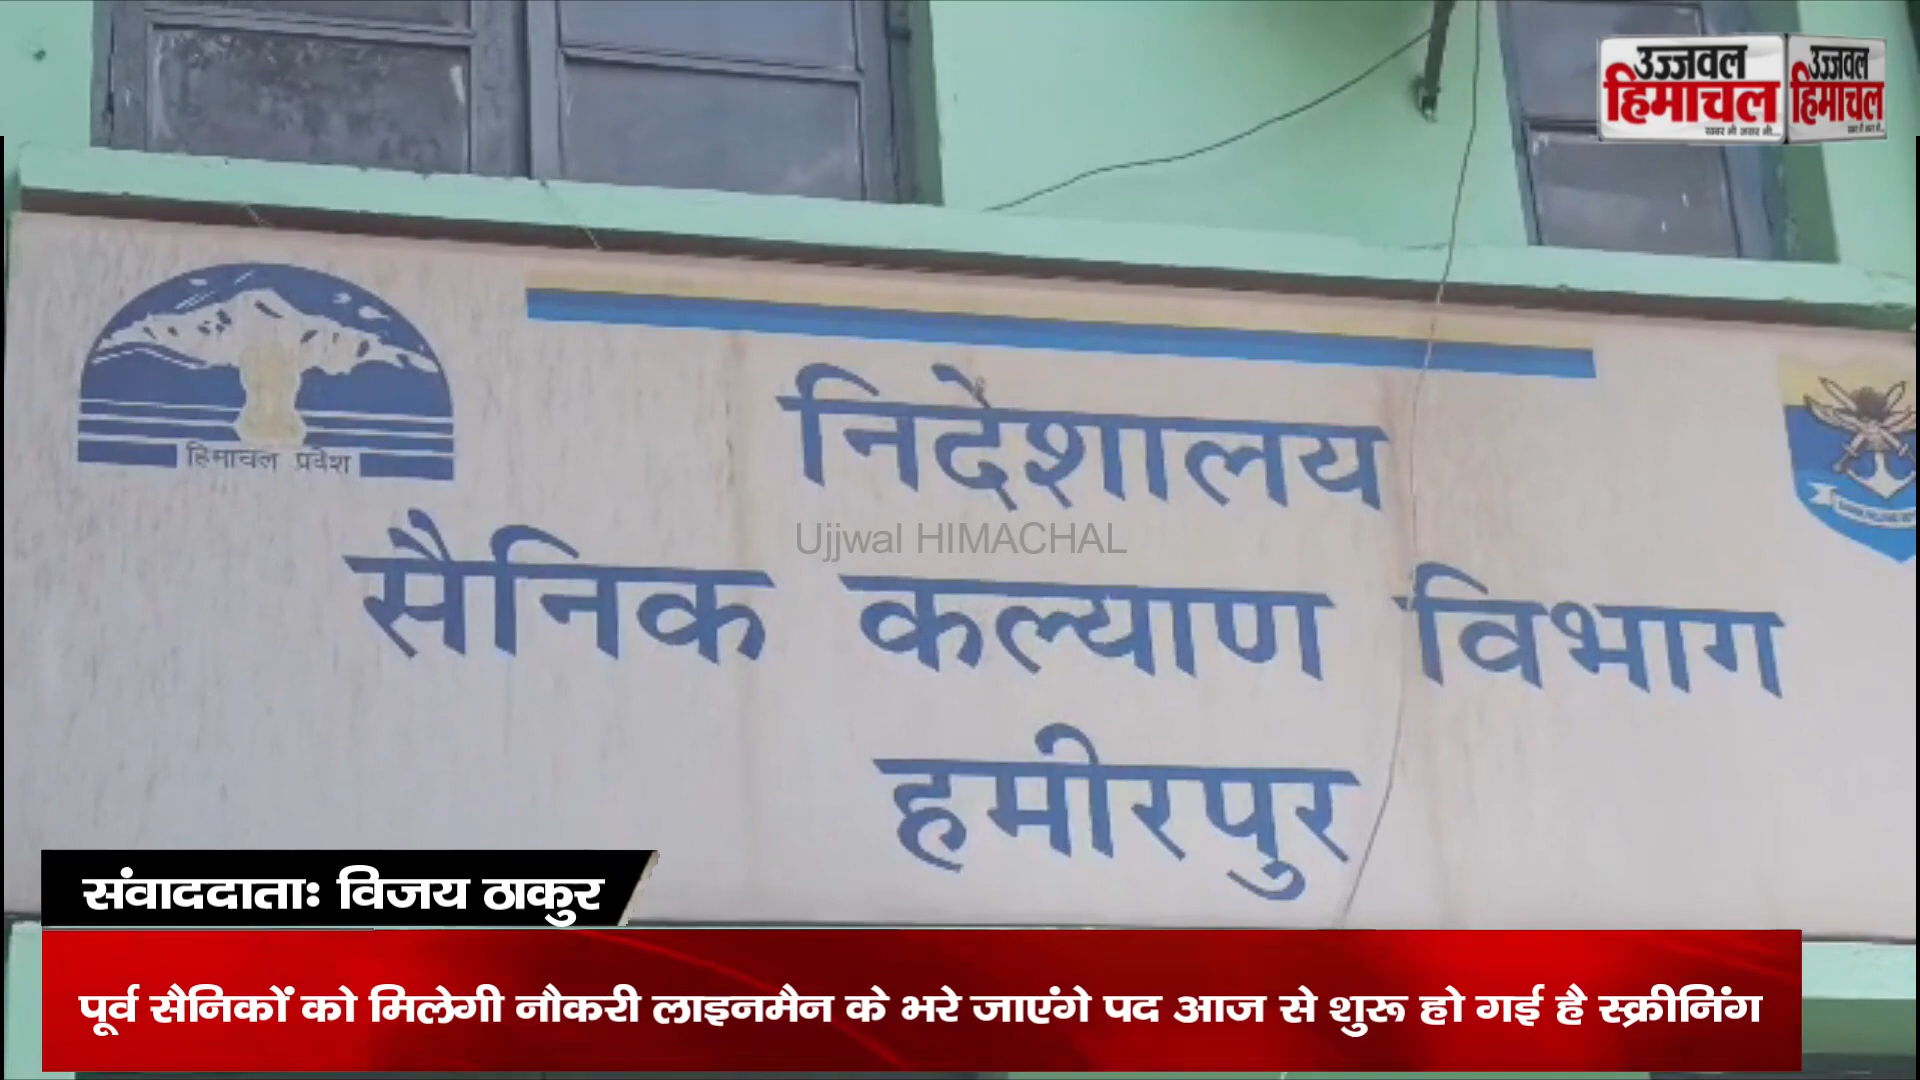 उज्जवल
हिमाचल
उज्जवल
हिमाचल
हिमाचल प्रदेश
निदेशालय
Ujjwal HIMACHAL
सैनिक कल्याण विभाग
हमीरपुर
संवाददाताः विजय ठाकुर
पूर्व सैनिकों को मिलेगी नौकरी लाइनमैन के भरे जाएंगे पद आज से शुरू हो गई है स्क्रीनिंग